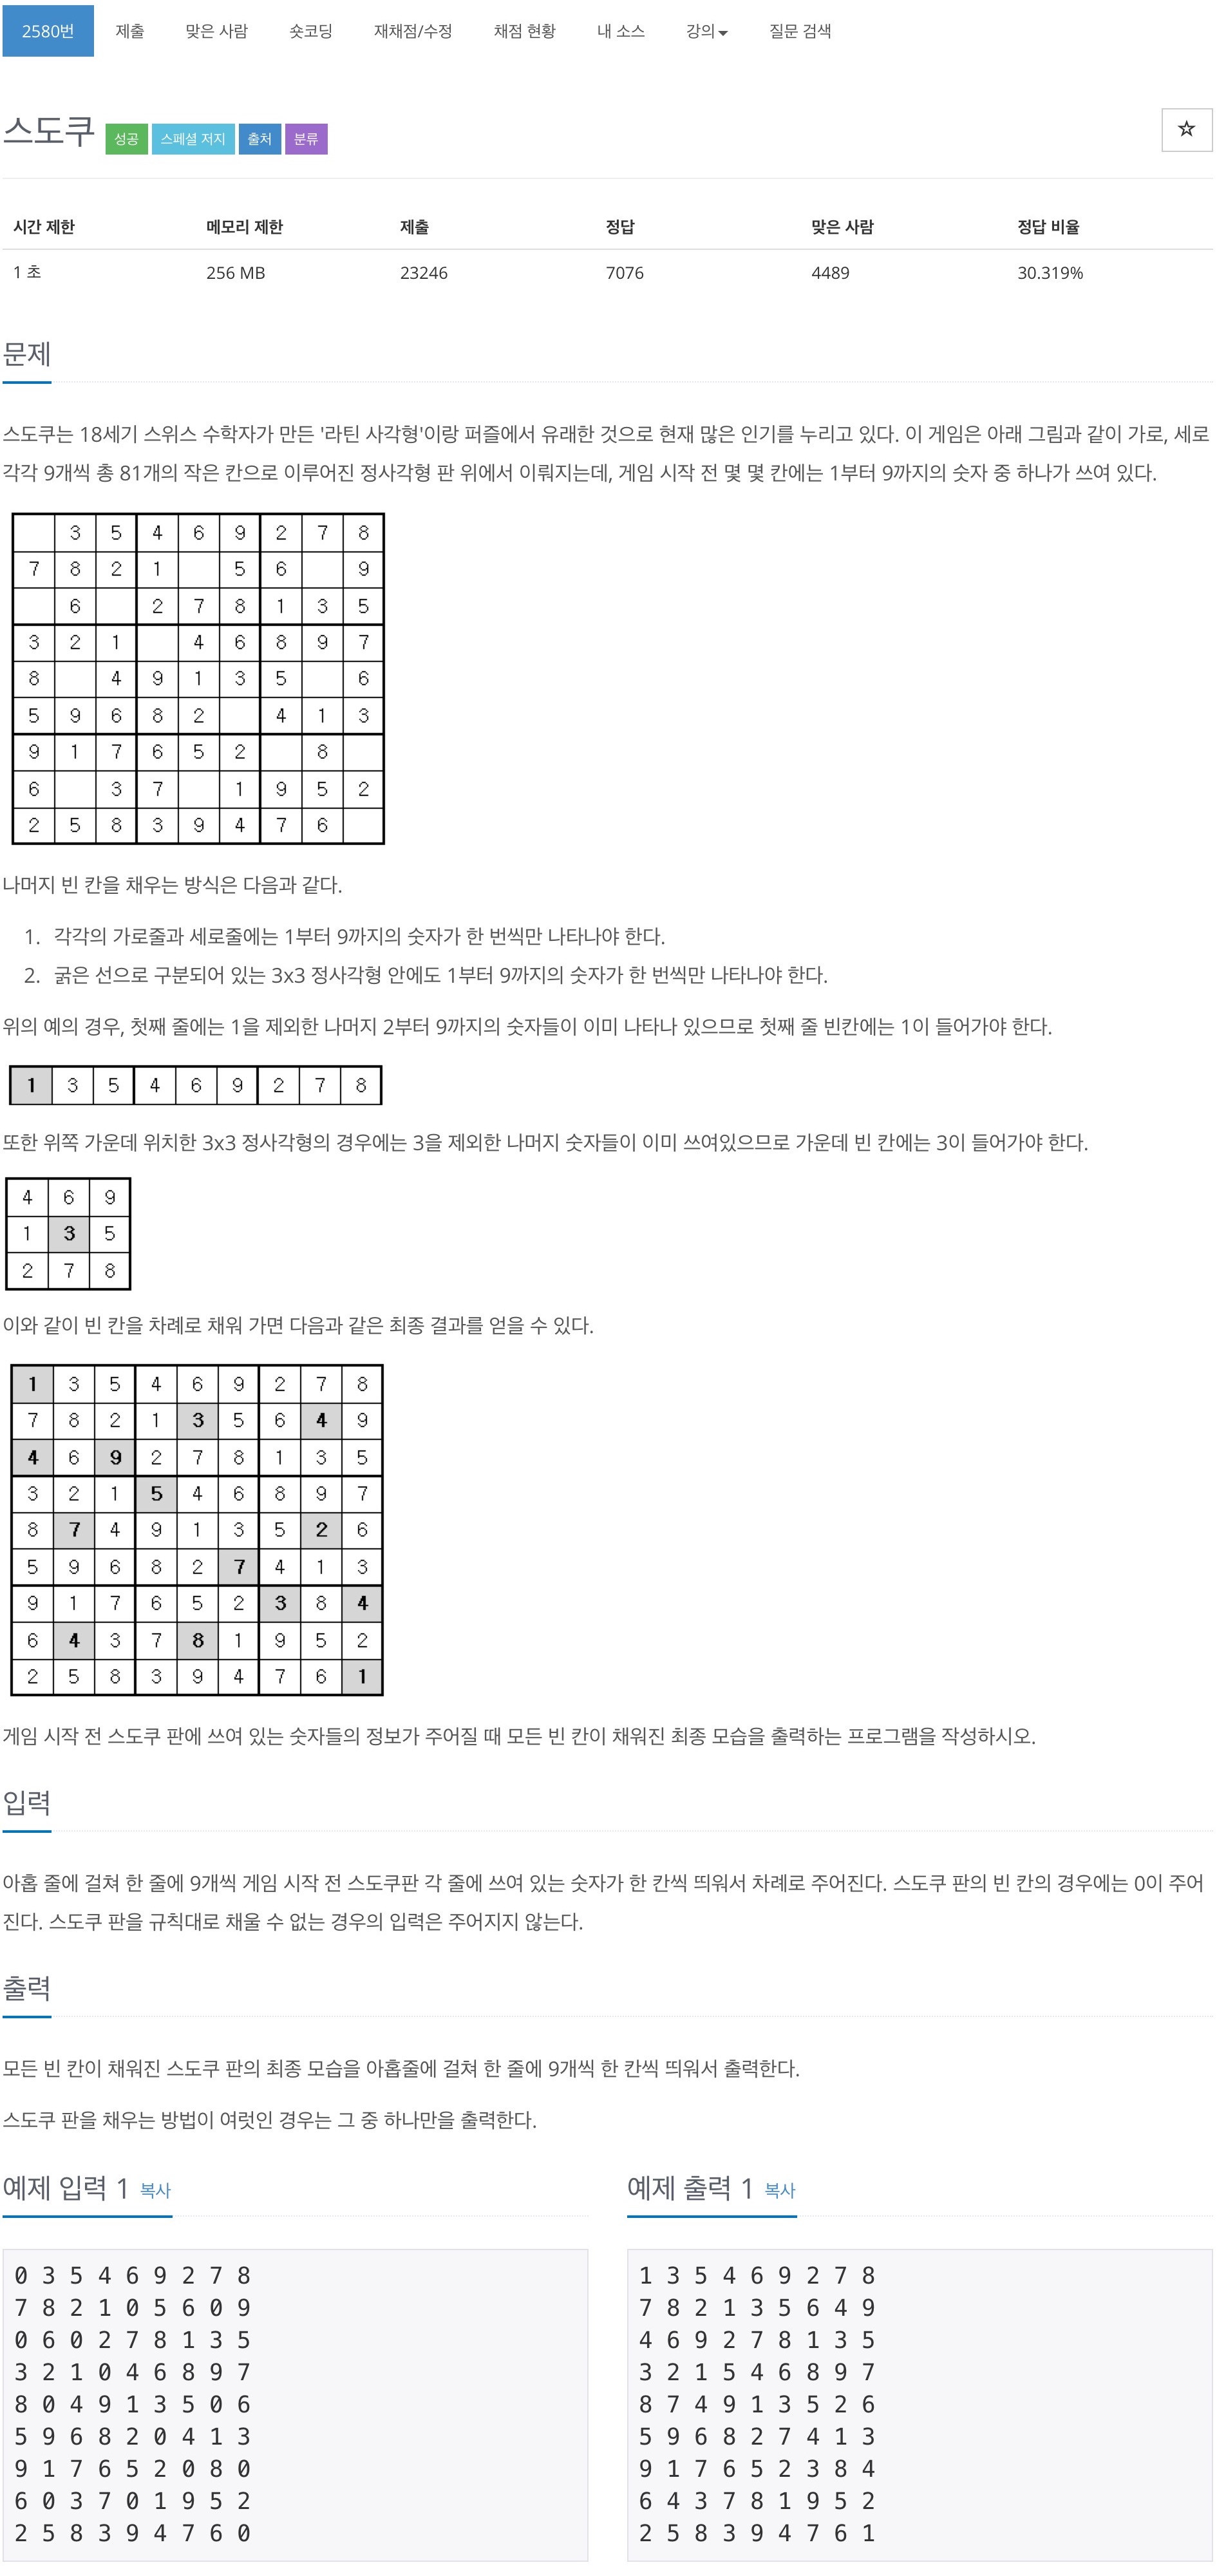 2580번 제출 맞은 사람 숏코딩 재채점/수정 채점 현황 내 소스 강의 질문 검색
스도쿠 성공 스페셜 저지 출처 분류
시간 제한 메모리 제한 제출 정답 맞은 사람 정답 비율
1 초 256 MB 23246 7076 4489 30.319%
문제
스도쿠는 18세기 스위스 수학자가 만든 '라틴 사각형'이랑 퍼즐에서 유래한 것으로 현재 많은 인기를 누리고 있다. 이 게임은 아래 그림과 같이 가로, 세로
각각 9개씩 총 81개의 작은 칸으로 이루어진 정사각형 판 위에서 이뤄지는데, 게임 시작 전 몇 몇 칸에는 1부터 9까지의 숫자 중 하나가 쓰여 있다.
3 5 4 6 9 2 7 8
7 8 2 1 5 6 9
6 2 7 8 1 3 5
3 2 1 4 6 8 9 7
8 4 9 1 3 5 6
5 9 6 8 2 4 1 3
9 1 7 6 5 2 8
6 3 7 1 9 5 2
2 5 8 3 9 4 7 6
나머지 빈 칸을 채우는 방식은 다음과 같다.
1. 각각의 가로줄과 세로줄에는 1부터 9까지의 숫자가 한 번씩만 나타나야 한다.
2. 굵은 선으로 구분되어 있는 3x3 정사각형 안에도 1부터 9까지의 숫자가 한 번씩만 나타나야 한다.
위의 예의 경우, 첫째 줄에는 1을 제외한 나머지 2부터 9까지의 숫자들이 이미 나타나 있으므로 첫째 줄 빈칸에는 1이 들어가야 한다.
1 3 5 4 6 9 2 7 8
또한 위쪽 가운데 위치한 3x3 정사각형의 경우에는 3을 제외한 나머지 숫자들이 이미 쓰여있으므로 가운데 빈 칸에는 3이 들어가야 한다.
4 6 9
1 3 5
2 7 8
이와 같이 빈 칸을 차례로 채워 가면 다음과 같은 최종 결과를 얻을 수 있다.
1 3 5 4 6 9 2 7 8
7 8 2 1 3 5 6 4 9
4 6 9 2 7 8 1 3 5
3 2 1 5 4 6 8 9 7
8 7 4 9 1 3 5 2 6
5 9 6 8 2 7 4 1 3
9 1 7 6 5 2 3 8 4
6 4 3 7 8 1 9 5 2
2 5 8 3 9 4 7 6 1
게임 시작 전 스도쿠 판에 쓰여 있는 숫자들의 정보가 주어질 때 모든 빈 칸이 채워진 최종 모습을 출력하는 프로그램을 작성하시오.
입력
아홉 줄에 걸쳐 한 줄에 9개씩 게임 시작 전 스도쿠판 각 줄에 쓰여 있는 숫자가 한 칸씩 띄워서 차례로 주어진다. 스도쿠 판의 빈 칸의 경우에는 0이 주어
진다. 스도쿠 판을 규칙대로 채울 수 없는 경우의 입력은 주어지지 않는다.
출력
모든 빈 칸이 채워진 스도쿠 판의 최종 모습을 아홉줄에 걸쳐 한 줄에 9개씩 한 칸씩 띄워서 출력한다.
스도쿠 판을 채우는 방법이 여럿인 경우는 그 중 하나만을 출력한다.
예제 입력 1 복사
0 3 5 4 6 9 2 7 8
7 8 2 1 0 5 6 0 9
0 6 0 2 7 8 1 3 5
3 2 1 0 4 6 8 9 7
8 0 4 9 1 3 5 0 6
5 9 6 8 2 0 4 1 3
9 1 7 6 5 2 0 8 0
6 0 3 7 0 1 9 5 2
2 5 8 3 9 4 7 6 0
예제 출력 1 복사
1 3 5 4 6 9 2 7 8
7 8 2 1 3 5 6 4 9
4 6 9 2 7 8 1 3 5
3 2 1 5 4 6 8 9 7
8 7 4 9 1 3 5 2 6
5 9 6 8 2 7 4 1 3
9 1 7 6 5 2 3 8 4
6 4 3 7 8 1 9 5 2
2 5 8 3 9 4 7 6 1